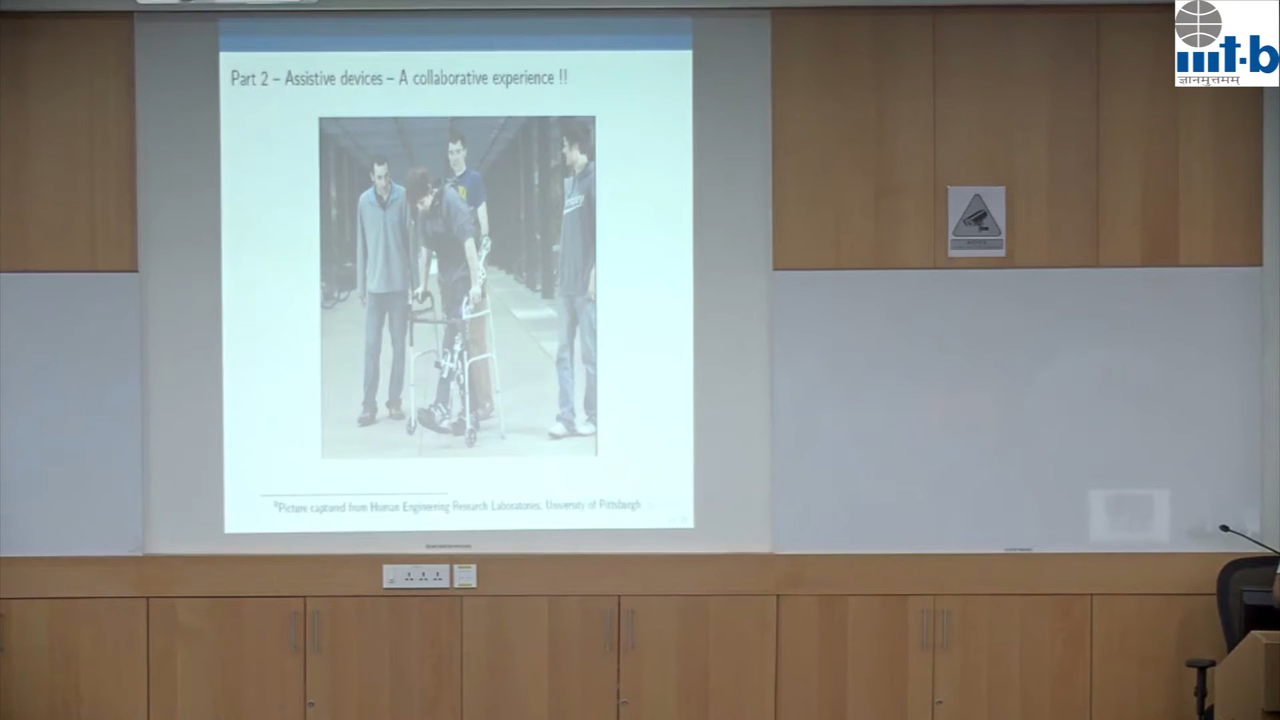 iiit-b
ज्ञानमुत्तमम्
Part 2 – Assistive devices – A collaborative experience !!
Picture captured from Human Engineering Research Laboratories, University of Pittsburgh